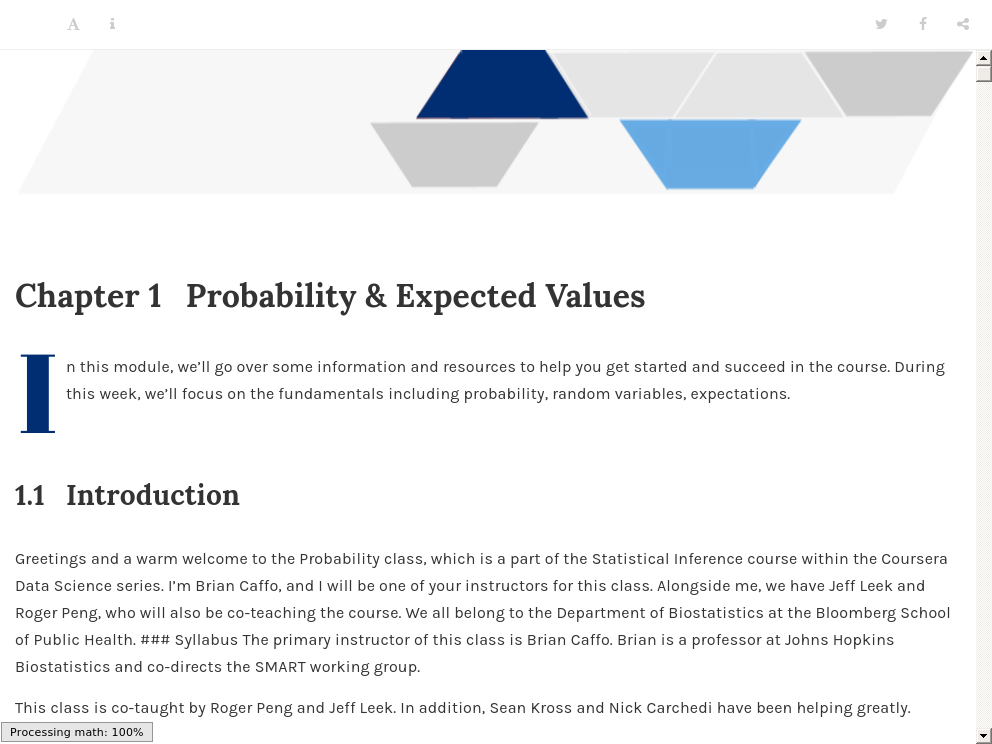 A i
Chapter 1 Probability & Expected Values
In this module, we’ll go over some information and resources to help you get started and succeed in the course. During
this week, we’ll focus on the fundamentals including probability, random variables, expectations.
1.1 Introduction
Greetings and a warm welcome to the Probability class, which is a part of the Statistical Inference course within the Coursera
Data Science series. I’m Brian Caffo, and I will be one of your instructors for this class. Alongside me, we have Jeff Leek and
Roger Peng, who will also be co-teaching the course. We all belong to the Department of Biostatistics at the Bloomberg School
of Public Health. ### Syllabus The primary instructor of this class is Brian Caffo. Brian is a professor at Johns Hopkins
Biostatistics and co-directs the SMART working group.
This class is co-taught by Roger Peng and Jeff Leek. In addition, Sean Kross and Nick Carchedi have been helping greatly.
Processing math: 100%